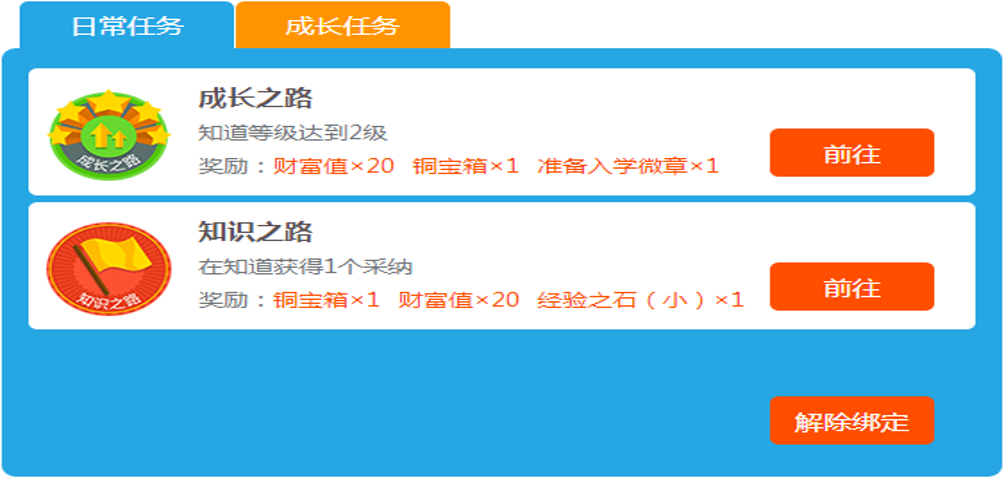 日常任务 成长任务
成长之路
知道等级达到2级
奖励：财富值×20 铜宝箱×1 准备入学微章×1
前往
成长之路
知识之路
在知道获得1个采纳
奖励：铜宝箱×1 财富值×20 经验之石（小）×1
前往
知识之路
解除绑定